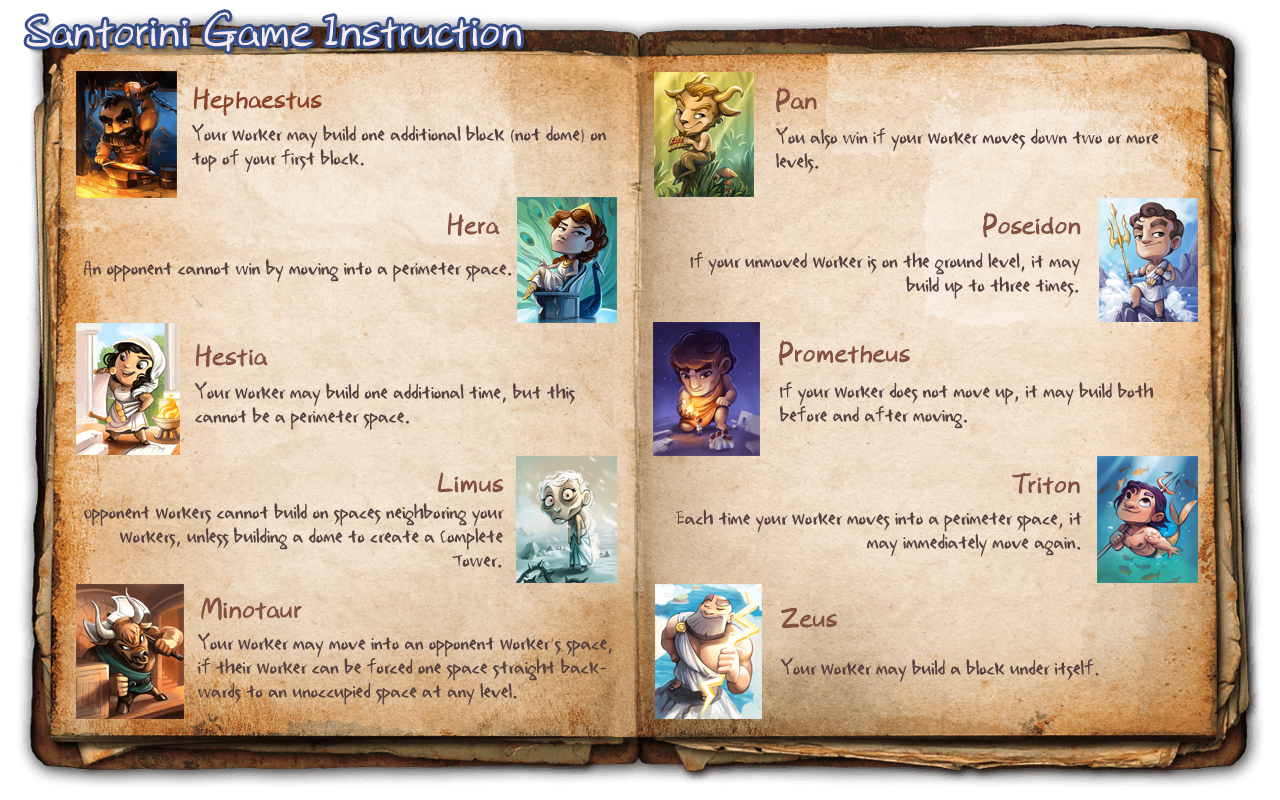 Santorini Game Instruction
Hephaestus
Your Worker may build one additional block (not dome) on
top of your first block.
Hera
An opponent cannot win by moving into a perimeter space.
Hestia
Your Worker may build one additional time, but this
cannot be a perimeter space.
Limus
opponent Workers cannot build on spaces neighboring your
Workers, unless building a dome to create a Complete
Tower.
Minotaur
Your Worker may move into an opponent Worker's space,
if their Worker can be forced one space straight back-
wards to an unoccupied space at any level.
Pan
You also win if your Worker moves down two or more
levels.
Poseidon
If your unmoved Worker is on the ground level, it may
build up to three times.
Prometheus
If your Worker does not move up, it may build both
before and after moving.
Triton
Each time your Worker moves into a perimeter space, it
may immediately move again.
Zeus
Your Worker may build a block under itself.